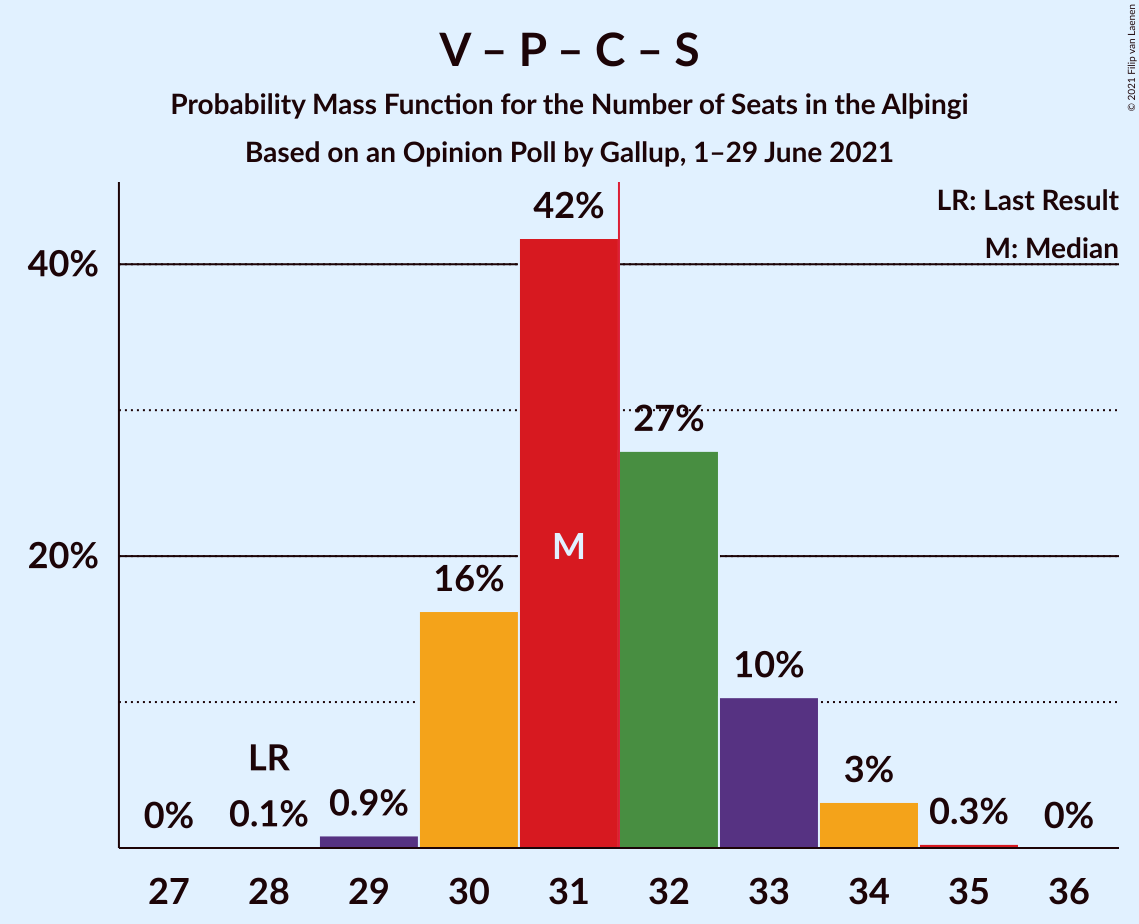 V – P – C – S
Probability Mass Function for the Number of Seats in the Alþingi
Based on an Opinion Poll by Gallup, 1–29 June 2021
© 2021 Filip van Laenen
LR: Last Result
M: Median
40%
20%
0%
LR
0.1%
0.9%
16%
42%
M
27%
10%
3%
0.3%
0%
27 28 29 30 31 32 33 34 35 36